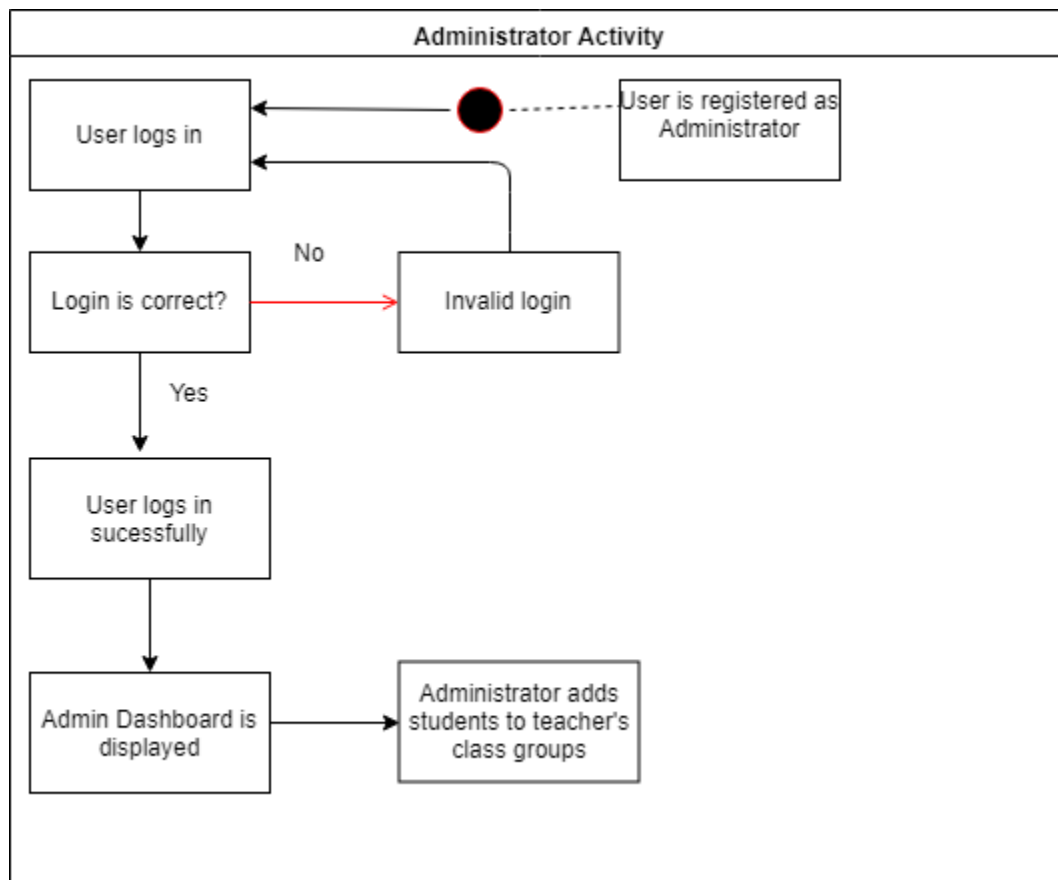 Administrator Activity
User logs in
User is registered as
Administrator
Login is correct?
No
Invalid login
Yes
User logs in
sucessfully
Admin Dashboard is
displayed
Administrator adds
students to teacher's
class groups